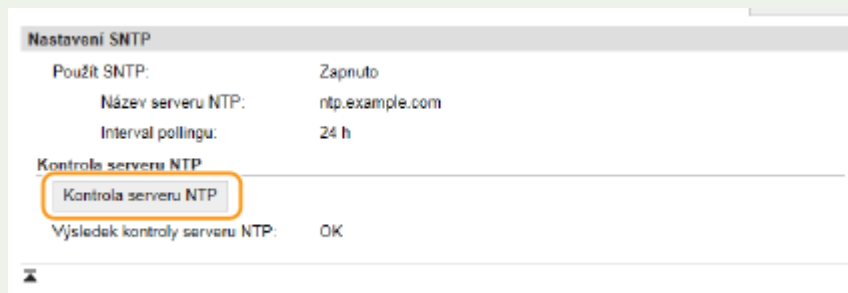 Nastavení SNTP
Použít SNTP: Zapnuto
Název serveru NTP: ntp.example.com
Interval pollingu: 24 h
Kontrola serveru NTP
Kontrola serveru NTP
Výsledek kontroly serveru NTP: OK